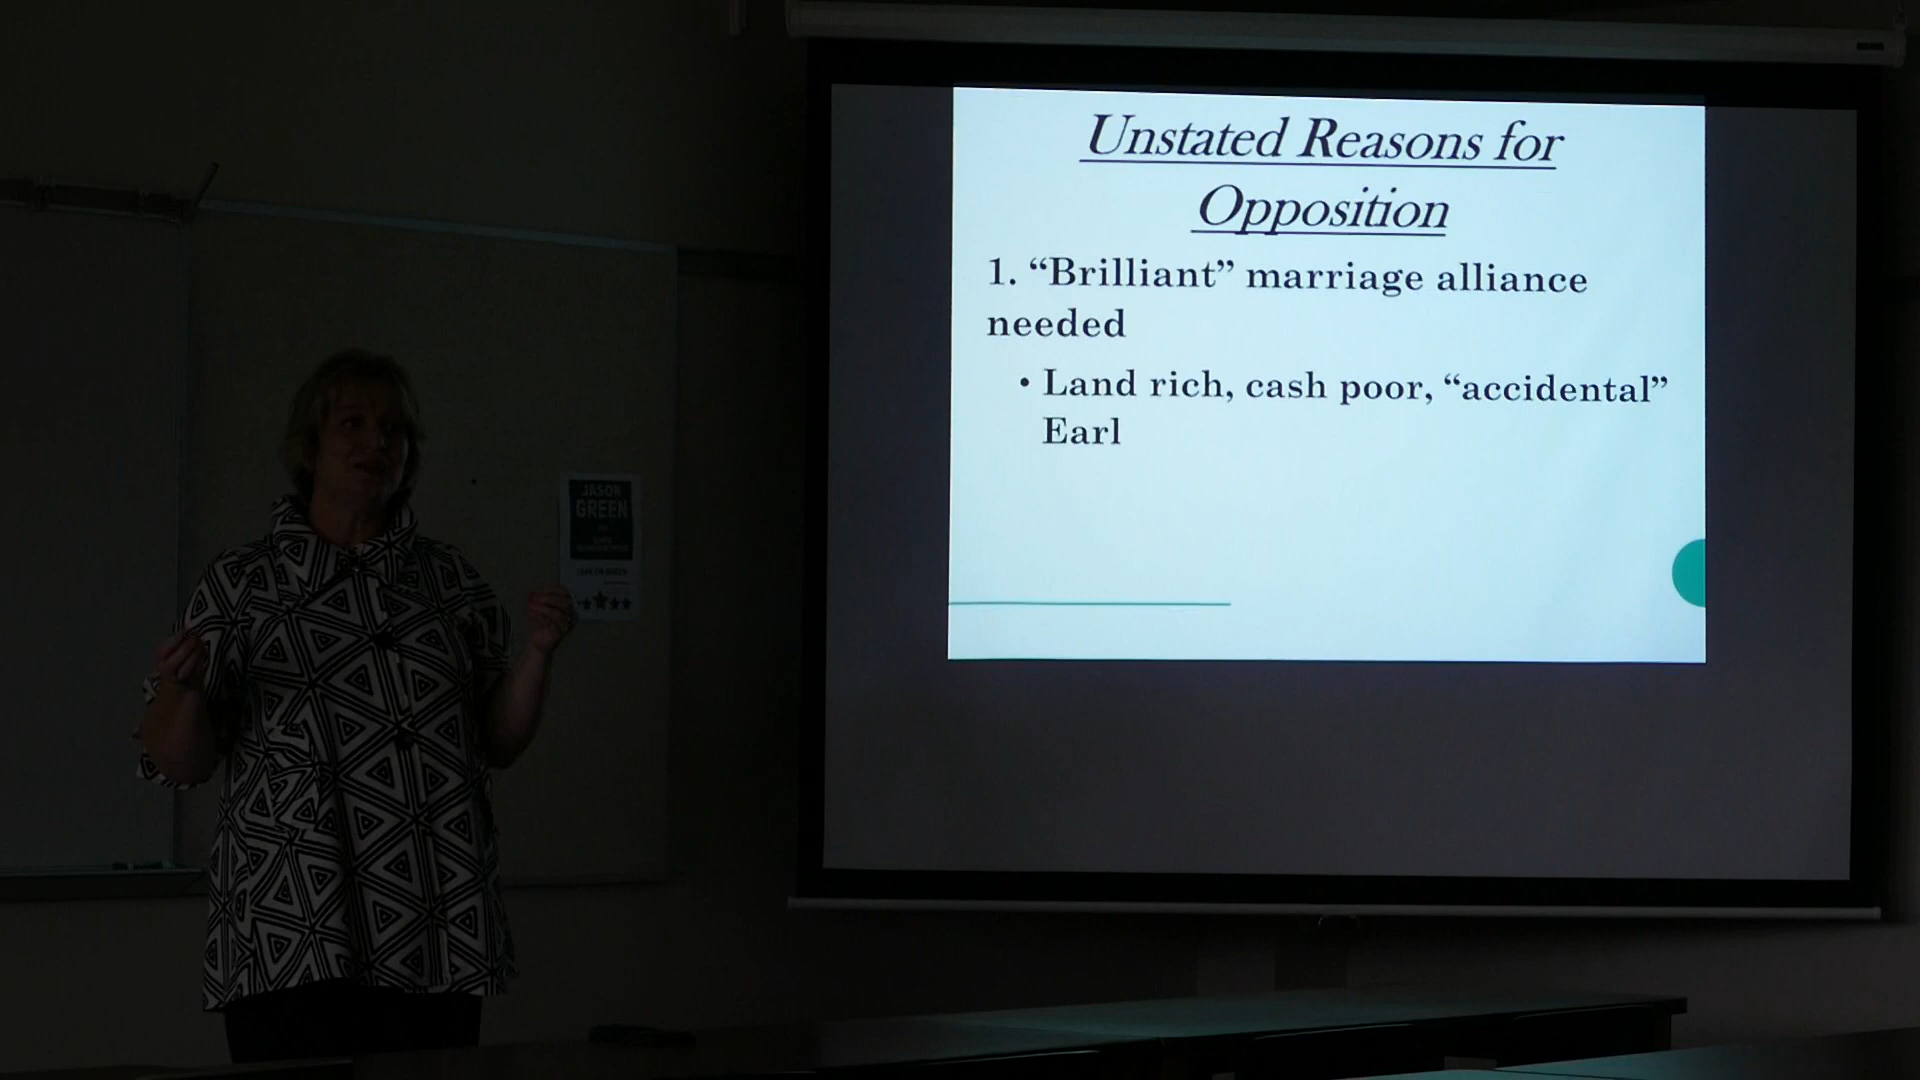 Unstated Reasons for
Opposition
1. “Brilliant” marriage alliance
needed
• Land rich, cash poor, “accidental”
Earl
JASON
GREEN